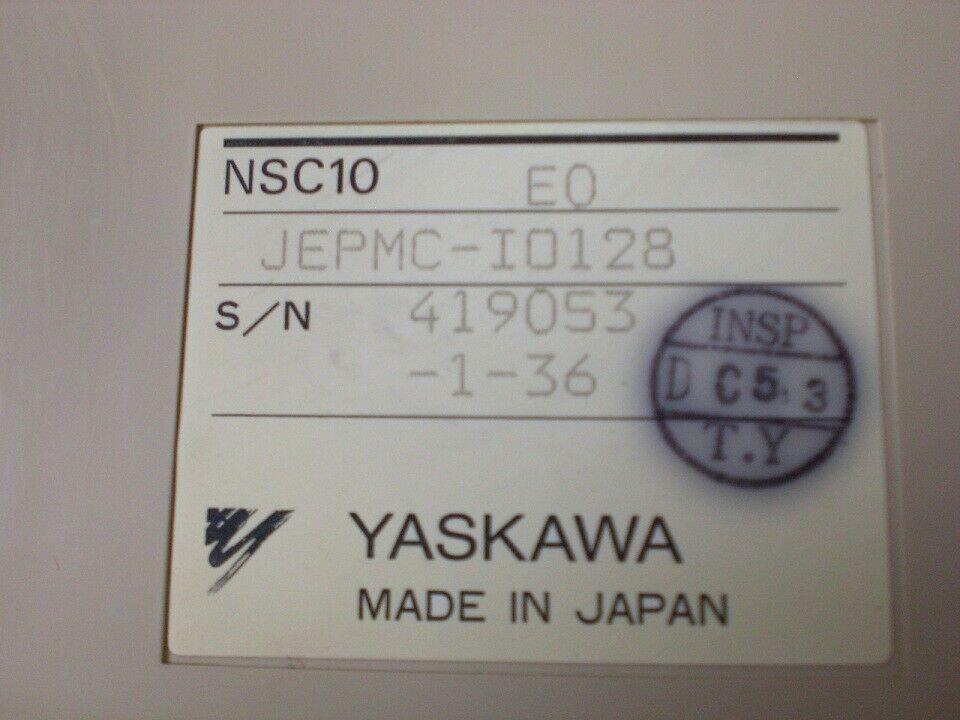 NSC10 E0
JEPMC-IO128
S/N 419053
-1-36
INSP
D C5.3
T.Y
YASKAWA
MADE IN JAPAN